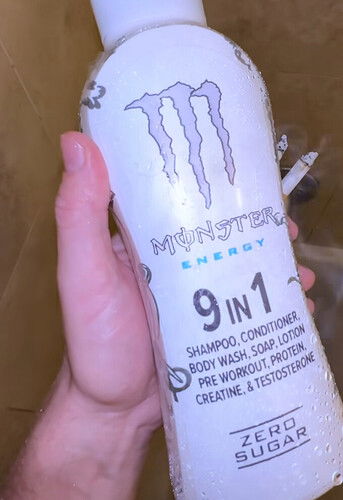 MONSTER
ENERGY
9 IN 1
SHAMPOO, CONDITIONER,
BODY WASH, SOAP, LOTION
PRE WORKOUT, PROTEIN,
CREATINE, & TESTOSTERONE
ZERO
SUGAR